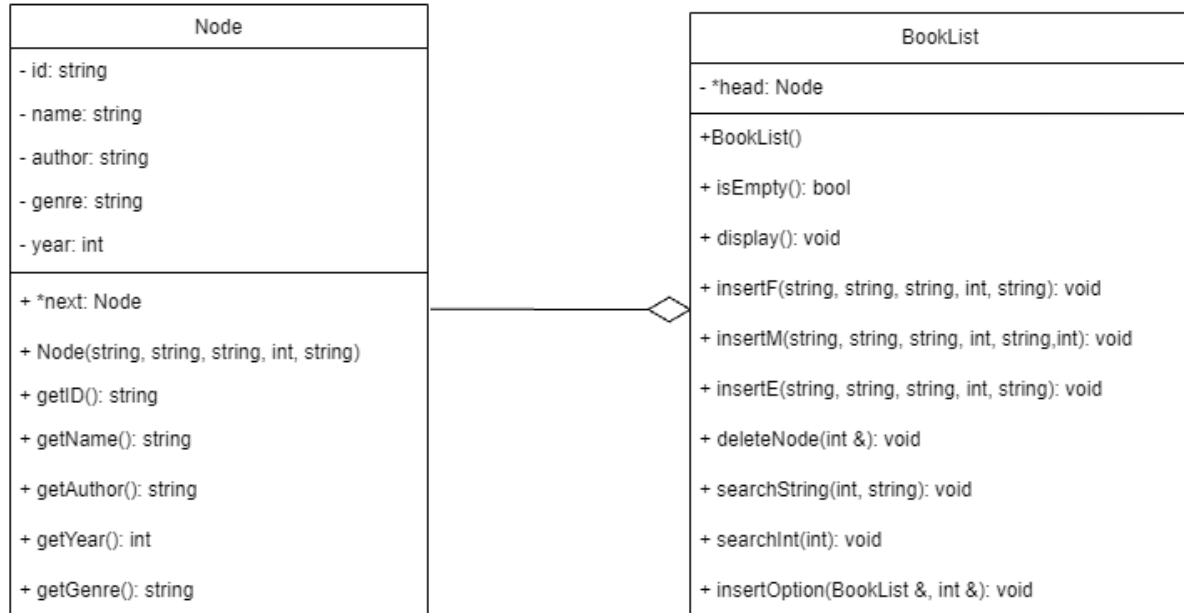 Node
- id: string
- name: string
- author: string
- genre: string
- year: int
+ *next: Node
+ Node(string, string, string, int, string)
+ getID(): string
+ getName(): string
+ getAuthor(): string
+ getYear(): int
+ getGenre(): string
BookList
- *head: Node
+BookList()
+ isEmpty(): bool
+ display(): void
+ insertF(string, string, string, int, string): void
+ insertM(string, string, string, int, string,int): void
+ insertE(string, string, string, int, string): void
+ deleteNode(int &): void
+ searchString(int, string): void
+ searchInt(int): void
+ insertOption(BookList &, int &): void